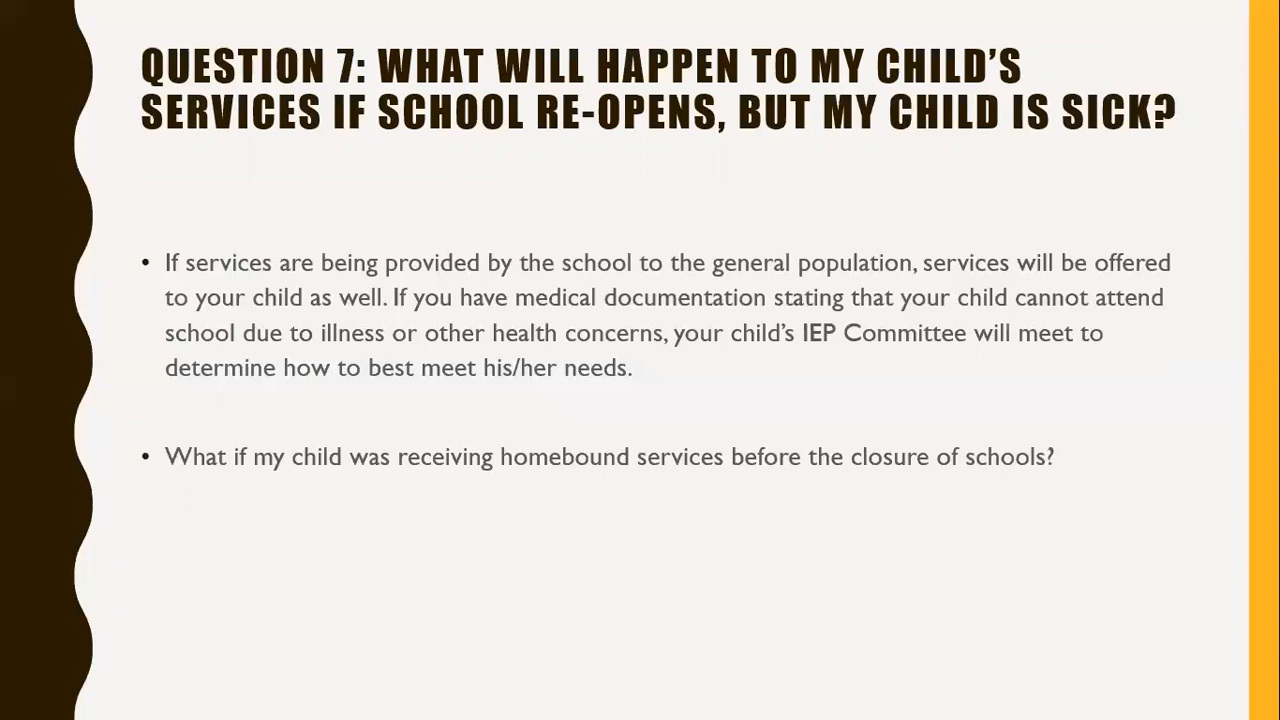 QUESTION 7: WHAT WILL HAPPEN TO MY CHILD’S
SERVICES IF SCHOOL RE-OPENS, BUT MY CHILD IS SICK?
• If services are being provided by the school to the general population, services will be offered
to your child as well. If you have medical documentation stating that your child cannot attend
school due to illness or other health concerns, your child’s IEP Committee will meet to
determine how to best meet his/her needs.
• What if my child was receiving homebound services before the closure of schools?